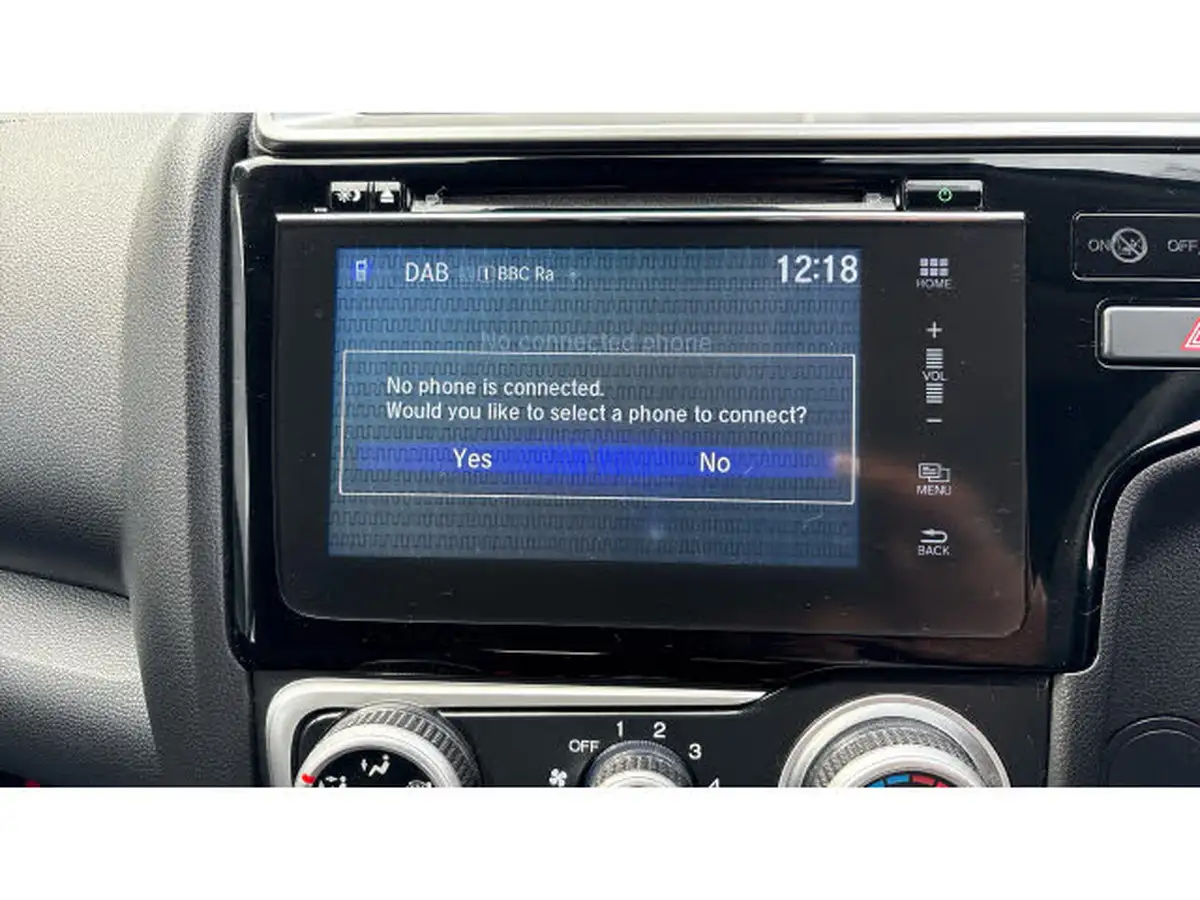 DAB BBC Ra 12:18
HOME
No connected phone
+
VOL
-
No phone is connected.
Would you like to select a phone to connect?
Yes No
MENU
BACK
ON OFF
OFF 1 2 3 4